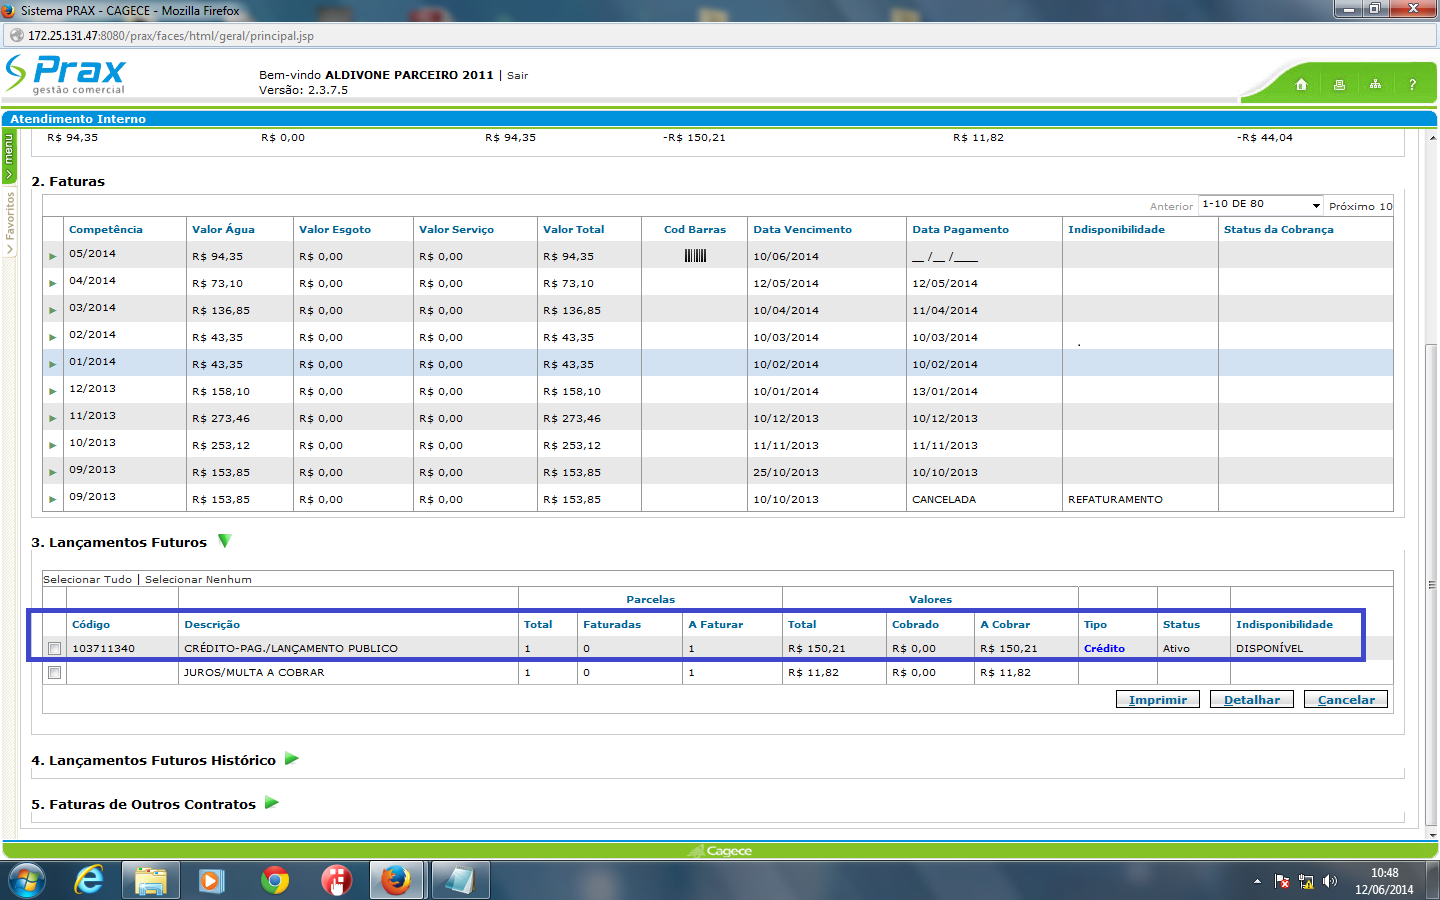 Sistema PRAX - CAGECE - Mozilla Firefox
172.25.131.47:8080/prax/faces/html/geral/principal.jsp
Prax
gestão comercial
Bem-vindo ALDIVONE PARCEIRO 2011 | Sair
Versão: 2.3.7.5
?
Atendimento Interno
menu
Favoritos
R$ 94,35 R$ 0,00 R$ 94,35 -R$ 150,21 R$ 11,82 -R$ 44,04
2. Faturas
Anterior 1-10 DE 80 Próximo 10
Competência Valor Água Valor Esgoto Valor Serviço Valor Total Cod Barras Data Vencimento Data Pagamento Indisponibilidade Status da Cobrança
05/2014 R$ 94,35 R$ 0,00 R$ 0,00 R$ 94,35 10/06/2014 __ /__ /____
04/2014 R$ 73,10 R$ 0,00 R$ 0,00 R$ 73,10 12/05/2014 12/05/2014
03/2014 R$ 136,85 R$ 0,00 R$ 0,00 R$ 136,85 10/04/2014 11/04/2014
02/2014 R$ 43,35 R$ 0,00 R$ 0,00 R$ 43,35 10/03/2014 10/03/2014 .
01/2014 R$ 43,35 R$ 0,00 R$ 0,00 R$ 43,35 10/02/2014 10/02/2014
12/2013 R$ 158,10 R$ 0,00 R$ 0,00 R$ 158,10 10/01/2014 13/01/2014
11/2013 R$ 273,46 R$ 0,00 R$ 0,00 R$ 273,46 10/12/2013 10/12/2013
10/2013 R$ 253,12 R$ 0,00 R$ 0,00 R$ 253,12 11/11/2013 11/11/2013
09/2013 R$ 153,85 R$ 0,00 R$ 0,00 R$ 153,85 25/10/2013 10/10/2013
09/2013 R$ 153,85 R$ 0,00 R$ 0,00 R$ 153,85 10/10/2013 CANCELADA REFATURAMENTO
3. Lançamentos Futuros
Selecionar Tudo | Selecionar Nenhum
Parcelas Valores
Código Descrição Total Faturadas A Faturar Total Cobrado A Cobrar Tipo Status Indisponibilidade
103711340 CRÉDITO-PAG./LANÇAMENTO PUBLICO 1 0 1 R$ 150,21 R$ 0,00 R$ 150,21 Crédito Ativo DISPONÍVEL
JUROS/MULTA A COBRAR 1 0 1 R$ 11,82 R$ 0,00 R$ 11,82
Imprimir Detalhar Cancelar
4. Lançamentos Futuros Histórico
5. Faturas de Outros Contratos
Cagece
10:48
12/06/2014